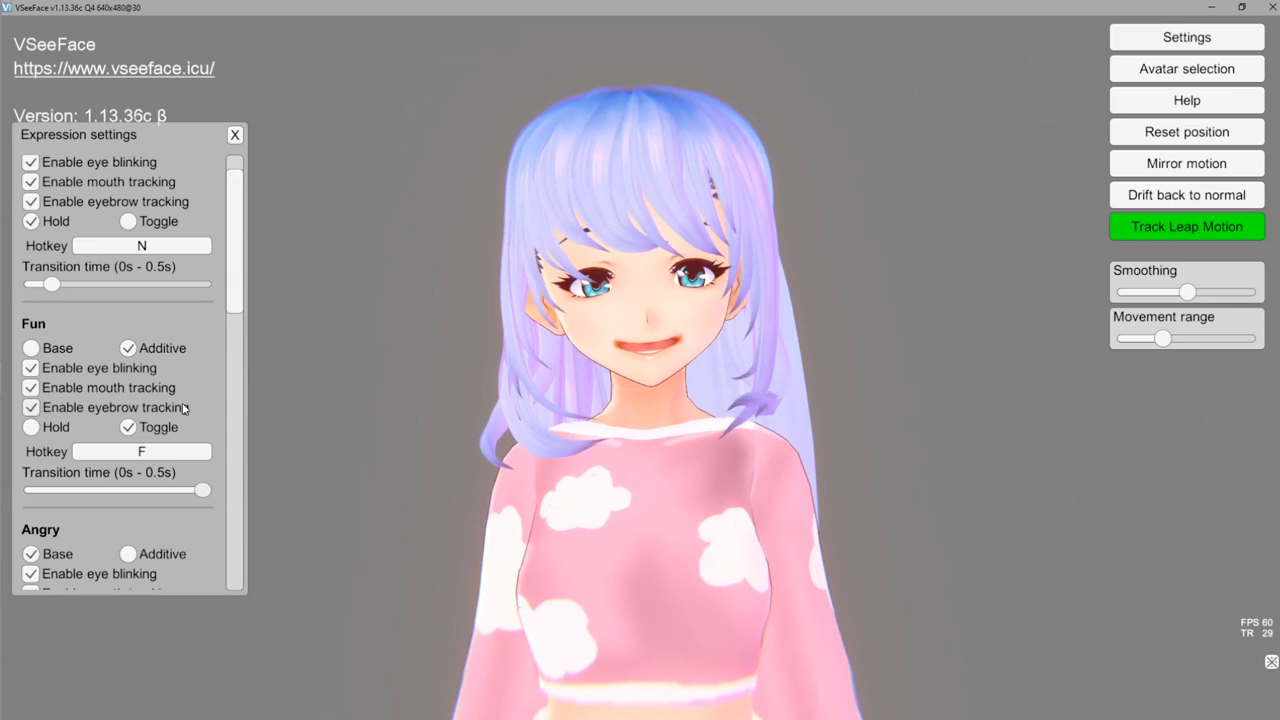 VSeeFace v1.13.36c Q4 640x480@30
VSeeFace
https://www.vseeface.icu/
Version: 1.13.36c β
Expression settings
X
Enable eye blinking
Enable mouth tracking
Enable eyebrow tracking
Hold Toggle
Hotkey N
Transition time (0s - 0.5s)
Fun
Base Additive
Enable eye blinking
Enable mouth tracking
Enable eyebrow tracking
Hold Toggle
Hotkey F
Transition time (0s - 0.5s)
Angry
Base Additive
Enable eye blinking
Settings
Avatar selection
Help
Reset position
Mirror motion
Drift back to normal
Track Leap Motion
Smoothing
Movement range
FPS 60
TR 29